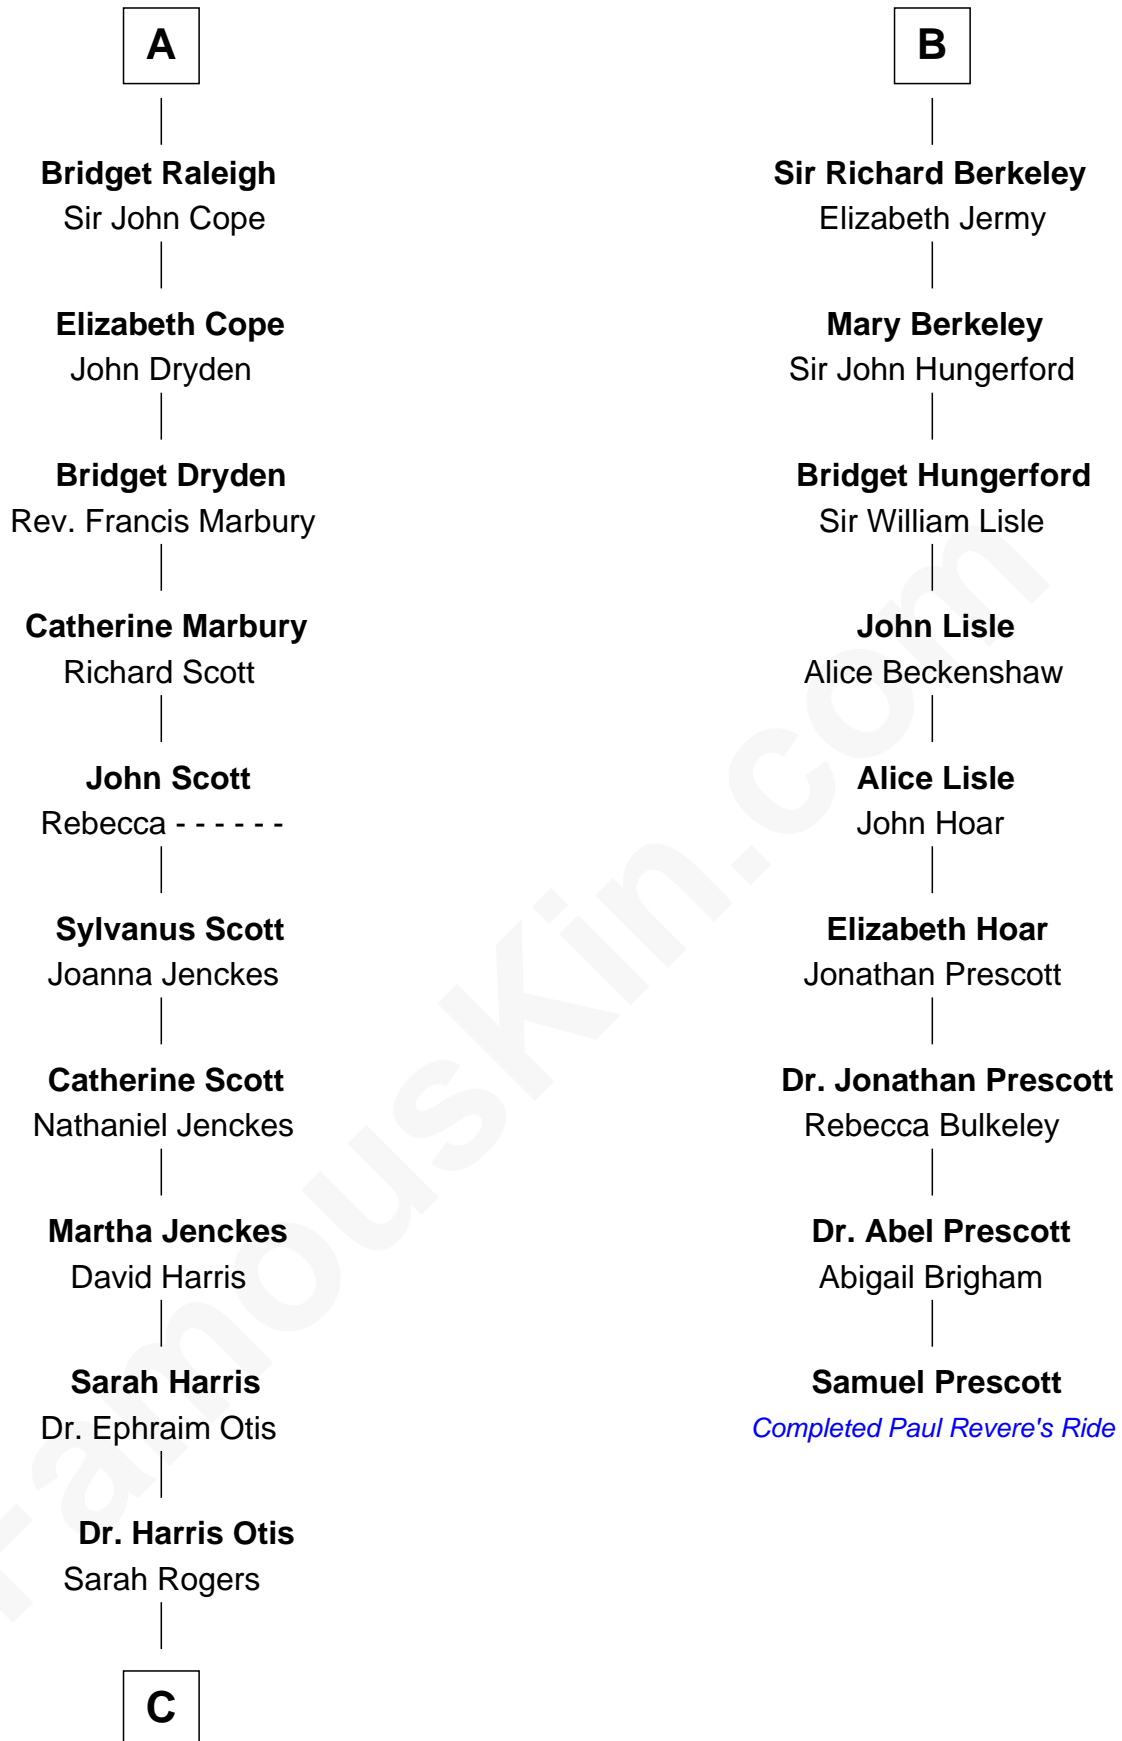 A
Bridget Raleigh
Sir John Cope
Elizabeth Cope
John Dryden
Bridget Dryden
Rev. Francis Marbury
Catherine Marbury
Richard Scott
John Scott
Rebecca - - - - - -
Sylvanus Scott
Joanna Jenckes
Catherine Scott
Nathaniel Jenckes
Martha Jenckes
David Harris
Sarah Harris
Dr. Ephraim Otis
Dr. Harris Otis
Sarah Rogers
C
B
Sir Richard Berkeley
Elizabeth Jermy
Mary Berkeley
Sir John Hungerford
Bridget Hungerford
Sir William Lisle
John Lisle
Alice Beckenshaw
Alice Lisle
John Hoar
Elizabeth Hoar
Jonathan Prescott
Dr. Jonathan Prescott
Rebecca Bulkeley
Dr. Abel Prescott
Abigail Brigham
Samuel Prescott
Completed Paul Revere's Ride
FamousKin.com